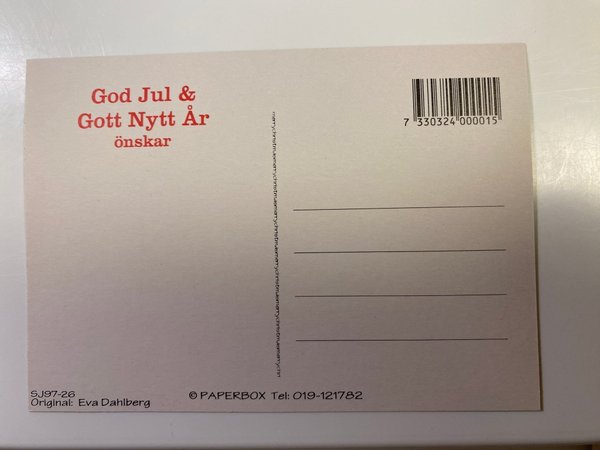 God Jul &
Gott Nytt År
önskar
7 330324 000015
SJ97-26
Original: Eva Dahlberg
© PAPERBOX Tel: 019-121782